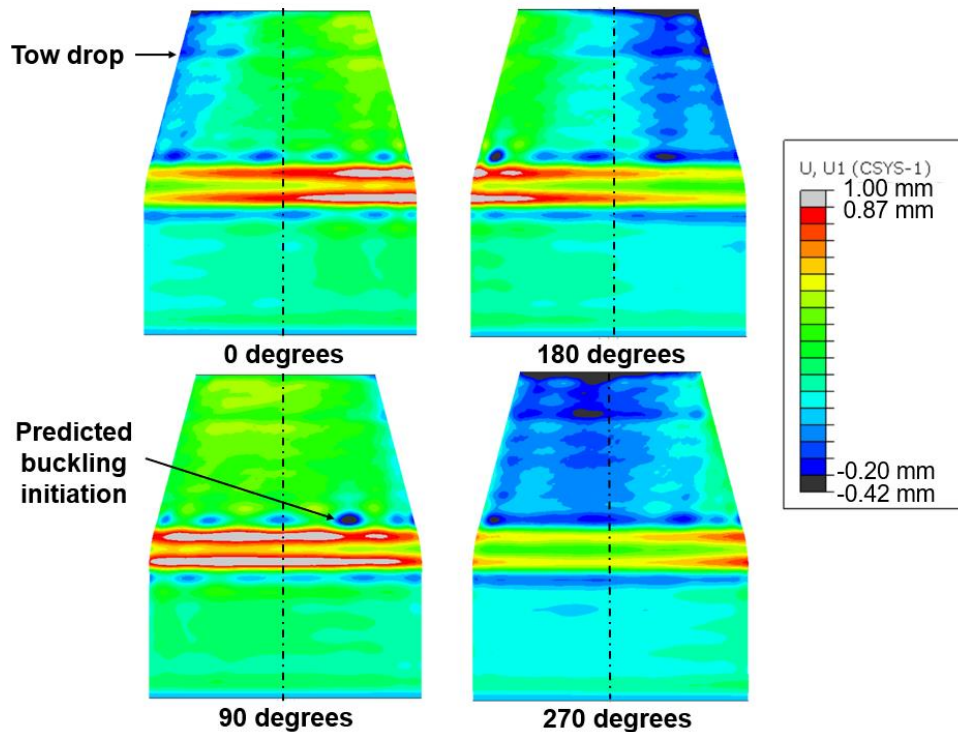 Tow drop
0 degrees
180 degrees
U, U1 (CSYS-1)
1.00 mm
0.87 mm
-0.20 mm
-0.42 mm
Predicted
buckling
initiation
90 degrees
270 degrees